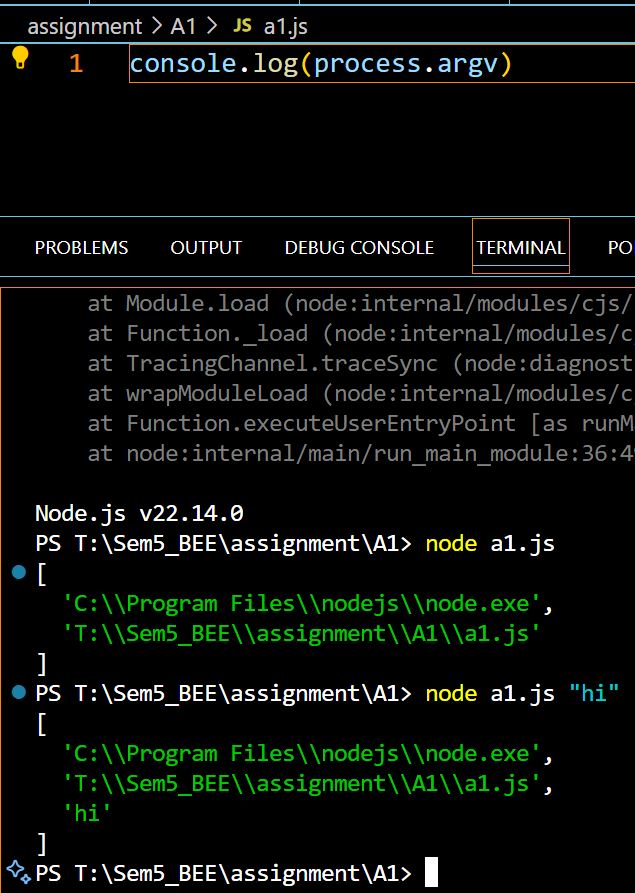 assignment > A1 > JS a1.js
1 console.log(process.argv)
PROBLEMS OUTPUT DEBUG CONSOLE TERMINAL PO
at Module.load (node:internal/modules/cjs/
at Function._load (node:internal/modules/c
at TracingChannel.traceSync (node:diagnost
at wrapModuleLoad (node:internal/modules/c
at Function.executeUserEntryPoint [as runM
at node:internal/main/run_main_module:36:49
Node.js v22.14.0
PS T:\Sem5_BEE\assignment\A1> node a1.js
[
'C:\\Program Files\\nodejs\\node.exe',
'T:\\Sem5_BEE\\assignment\\A1\\a1.js'
]
PS T:\Sem5_BEE\assignment\A1> node a1.js "hi"
[
'C:\\Program Files\\nodejs\\node.exe',
'T:\\Sem5_BEE\\assignment\\A1\\a1.js',
'hi'
]
PS T:\Sem5_BEE\assignment\A1>